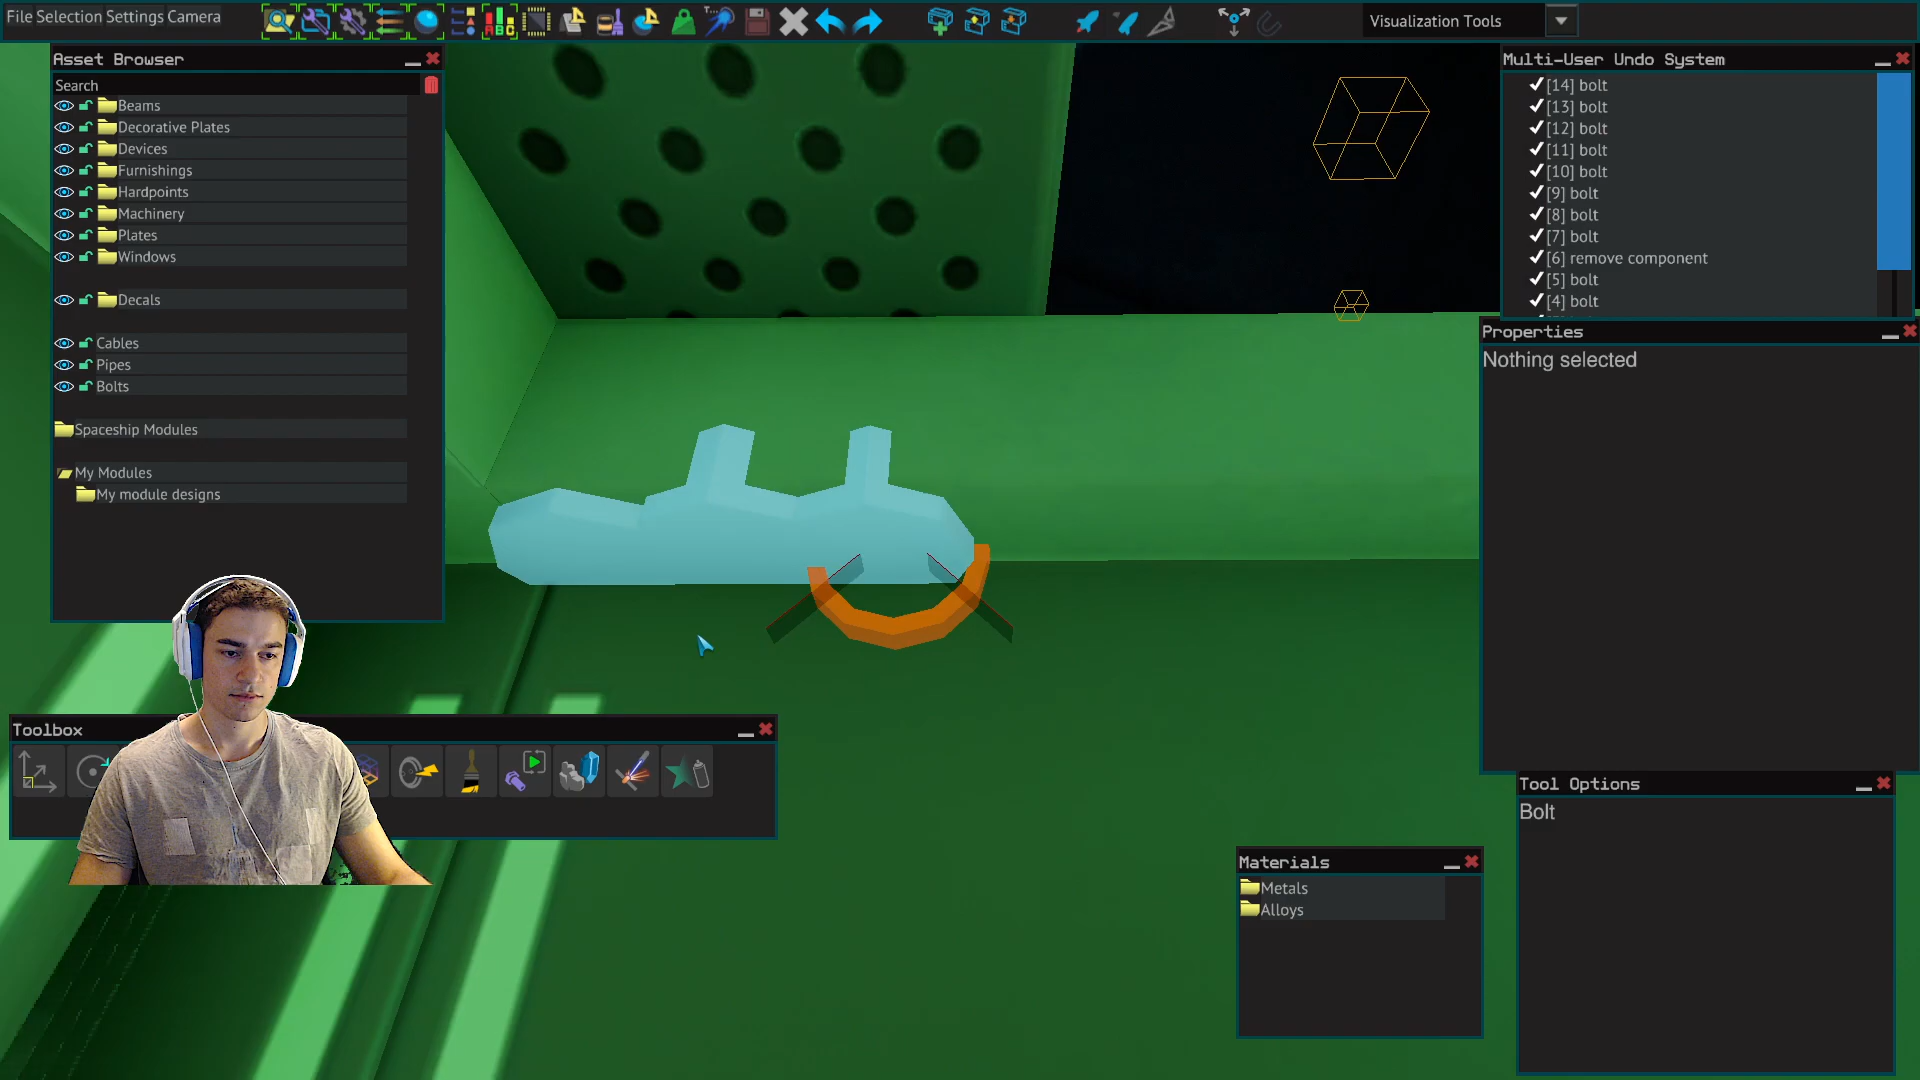 File Selection Settings Camera
Visualization Tools
Asset Browser
Search
Beams
Decorative Plates
Devices
Furnishings
Hardpoints
Machinery
Plates
Windows
Decals
Cables
Pipes
Bolts
Spaceship Modules
My Modules
My module designs
Multi-User Undo System
[14] bolt
[13] bolt
[12] bolt
[11] bolt
[10] bolt
[9] bolt
[8] bolt
[7] bolt
[6] remove component
[5] bolt
[4] bolt
Properties
Nothing selected
Toolbox
Tool Options
Bolt
Materials
Metals
Alloys